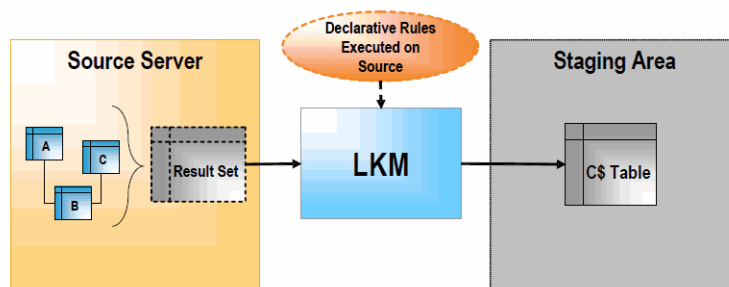 Source Server
A
C
B
Result Set
Declarative Rules
Executed on
Source
LKM
Staging Area
C$ Table